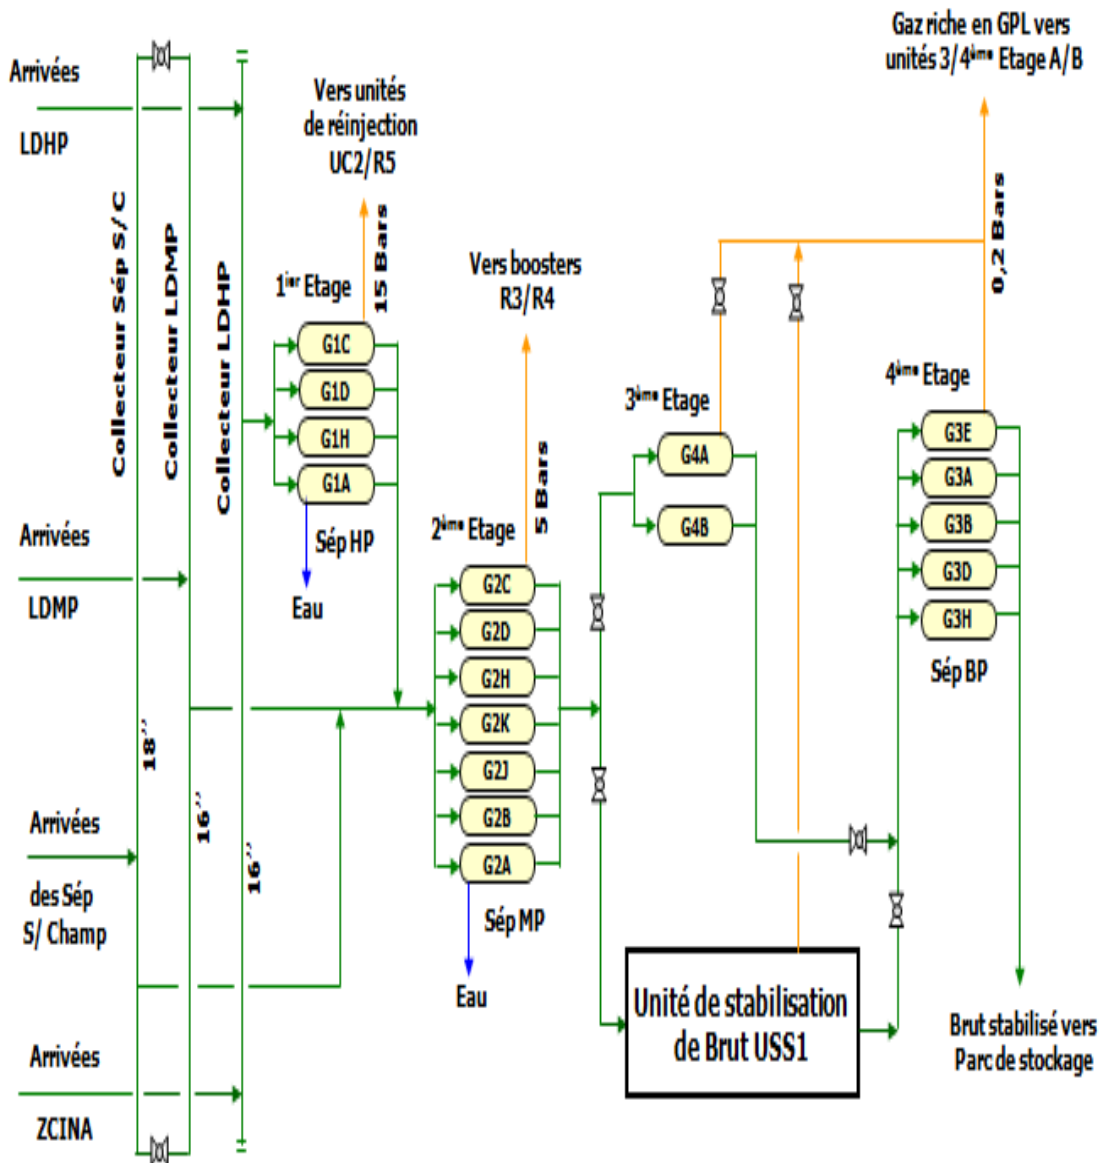 Gaz riche en GPL vers
unités 3/4ème Etage A/B
Arrivées
LDHP
Vers unités
de réinjection
UC2/R5
Collecteur Sép S/C
Collecteur LDMP
Collecteur LDHP
15 Bars
0,2 Bars
Vers boosters
R3/R4
1ier Etage
G1C
G1D
G1H
G1A
Sép HP
Eau
5 Bars
2ème Etage
G2C
G2D
G2H
G2K
G2J
G2B
G2A
Sép MP
Eau
3ème Etage
G4A
G4B
4ème Etage
G3E
G3A
G3B
G3D
G3H
Sép BP
Arrivées
LDMP
18’’
16’’
16’’
Arrivées
des Sép
S/ Champ
Arrivées
ZCINA
Unité de stabilisation
de Brut USS1
Brut stabilisé vers
Parc de stockage